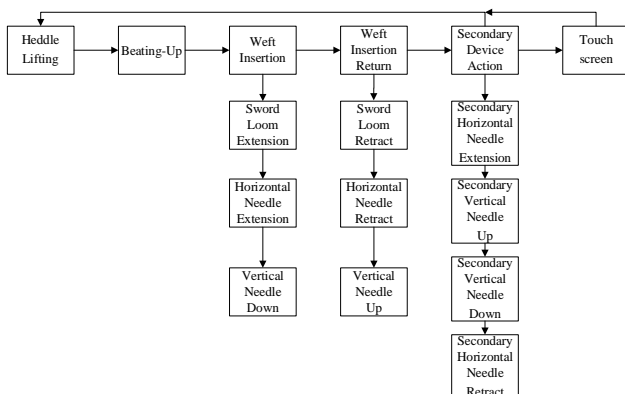 Heddle
Lifting
Beating-Up
Weft
Insertion
Weft
Insertion
Return
Secondary
Device
Action
Touch
screen
Sword
Loom
Extension
Horizontal
Needle
Extension
Vertical
Needle
Down
Sword
Loom
Retract
Horizontal
Needle
Retract
Vertical
Needle
Up
Secondary
Horizontal
Needle
Extension
Secondary
Vertical
Needle
Up
Secondary
Vertical
Needle
Down
Secondary
Horizontal
Needle
Retract